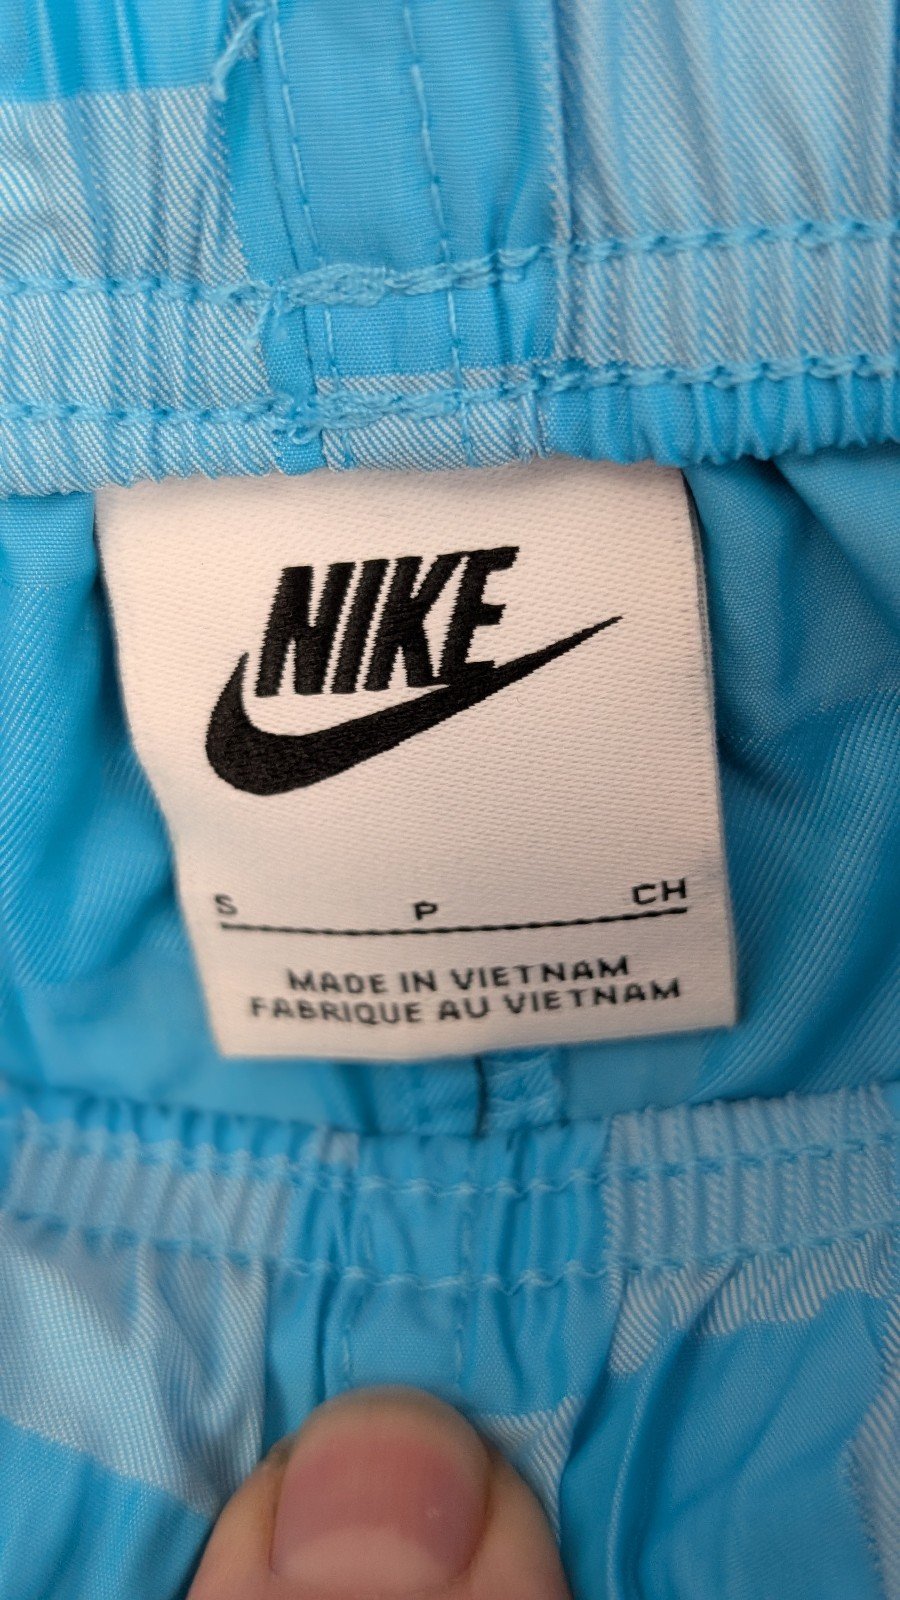 NIKE
S P CH
MADE IN VIETNAM
FABRIQUE AU VIETNAM